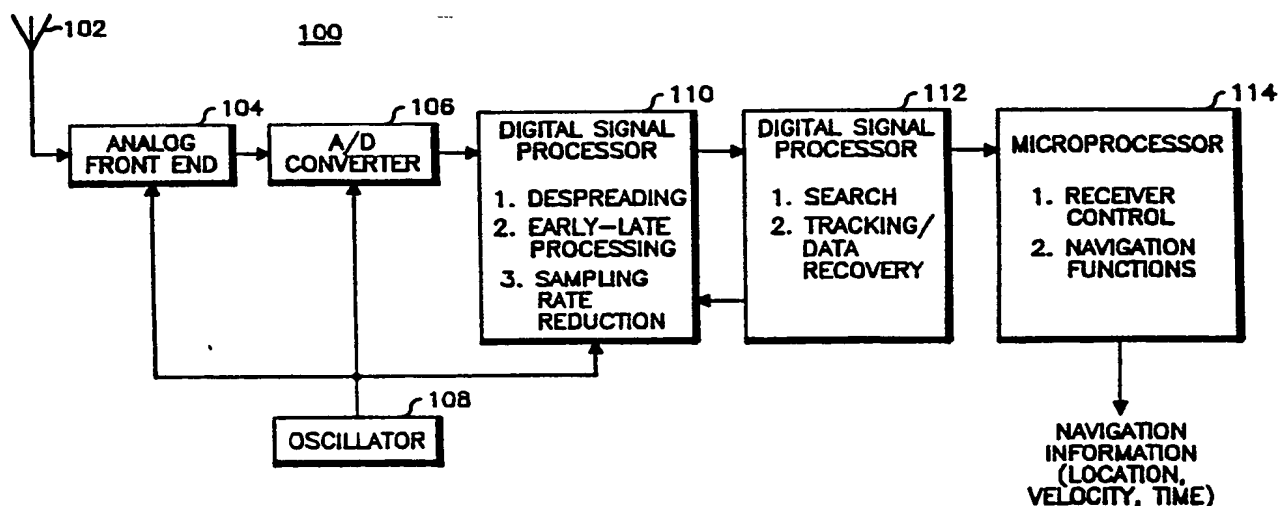 102
100
104
ANALOG
FRONT END
106
A/D
CONVERTER
110
DIGITAL SIGNAL
PROCESSOR
1. DESPREADING
2. EARLY-LATE
PROCESSING
3. SAMPLING
RATE
REDUCTION
112
DIGITAL SIGNAL
PROCESSOR
1. SEARCH
2. TRACKING/
DATA
RECOVERY
114
MICROPROCESSOR
1. RECEIVER
CONTROL
2. NAVIGATION
FUNCTIONS
108
OSCILLATOR
NAVIGATION
INFORMATION
(LOCATION,
VELOCITY, TIME)